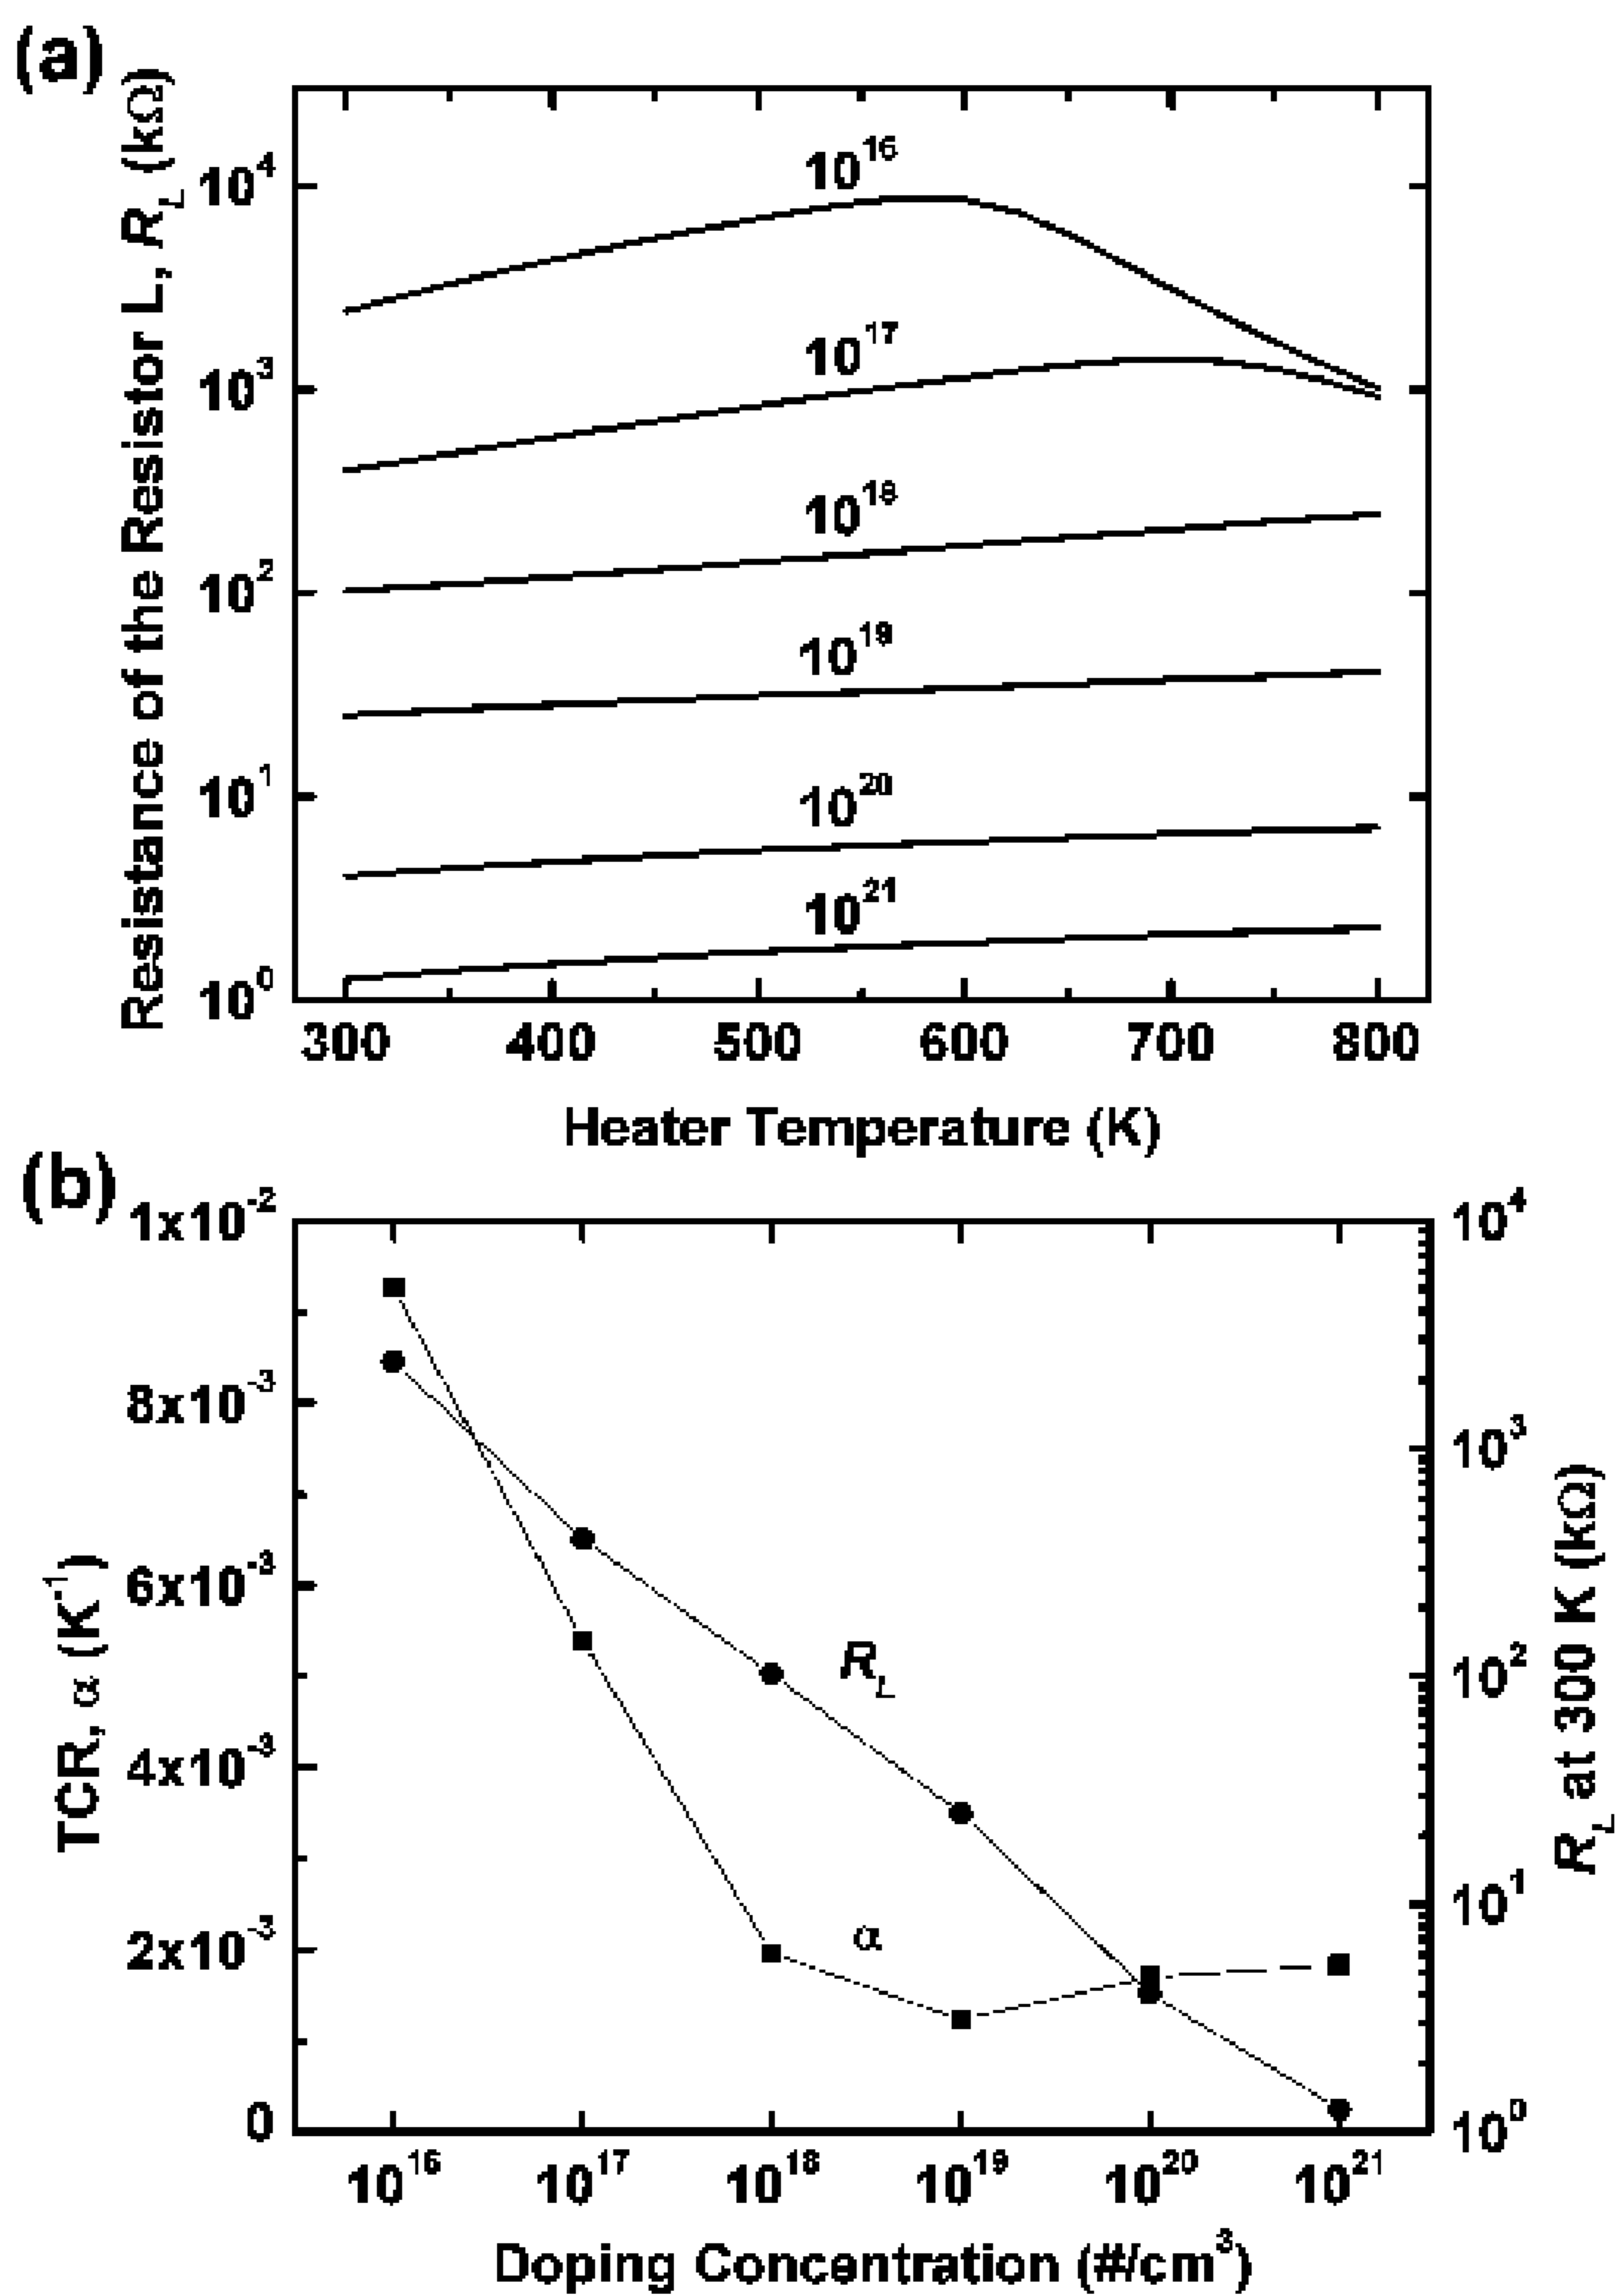 (a)
Resistance of the Resistor L, R_L (kΩ)
10^4
10^3
10^2
10^1
10^0
10^16
10^17
10^18
10^19
10^20
10^21
300 400 500 600 700 800
Heater Temperature (K)
(b)
TCR, α (K^-1)
1x10^-2
8x10^-3
6x10^-3
4x10^-3
2x10^-3
0
R_L
α
10^4
10^3
10^2
10^1
10^0
R_L at 300 K (kΩ)
10^16 10^17 10^18 10^19 10^20 10^21
Doping Concentration (#/cm^3)